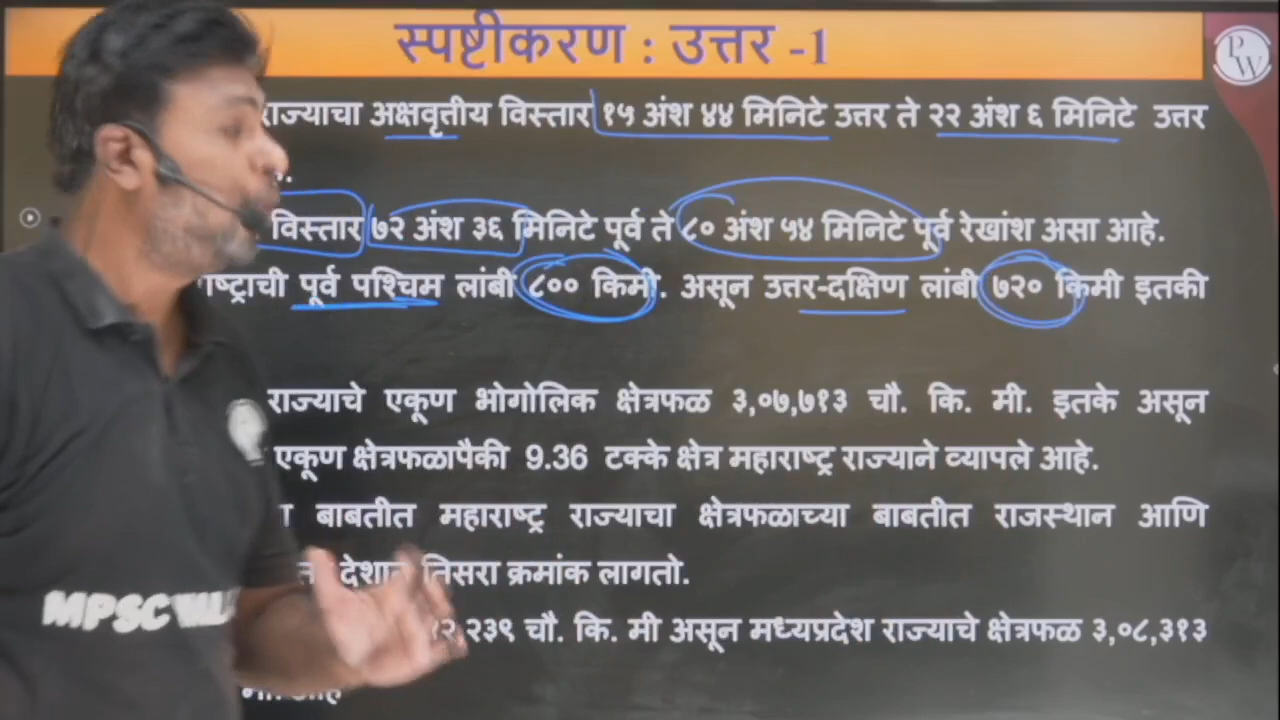 स्पष्टीकरण : उत्तर -1
PW
राज्याचा अक्षवृत्तीय विस्तार १५ अंश ४४ मिनिटे उत्तर ते २२ अंश ६ मिनिटे उत्तर
विस्तार ७२ अंश ३६ मिनिटे पूर्व ते ८० अंश ५४ मिनिटे पूर्व रेखांश असा आहे.
पूर्व पश्चिम लांबी ८०० किमी. असून उत्तर-दक्षिण लांबी ७२० किमी इतकी
राज्याचे एकूण भोगोलिक क्षेत्रफळ ३,०७,७१३ चौ. कि. मी. इतके असून
एकूण क्षेत्रफळापैकी 9.36 टक्के क्षेत्र महाराष्ट्र राज्याने व्यापले आहे.
बाबतीत महाराष्ट्र राज्याचा क्षेत्रफळाच्या बाबतीत राजस्थान आणि
तिसरा क्रमांक लागतो.
चौ. कि. मी असून मध्यप्रदेश राज्याचे क्षेत्रफळ ३,०८,३१३
MPSC